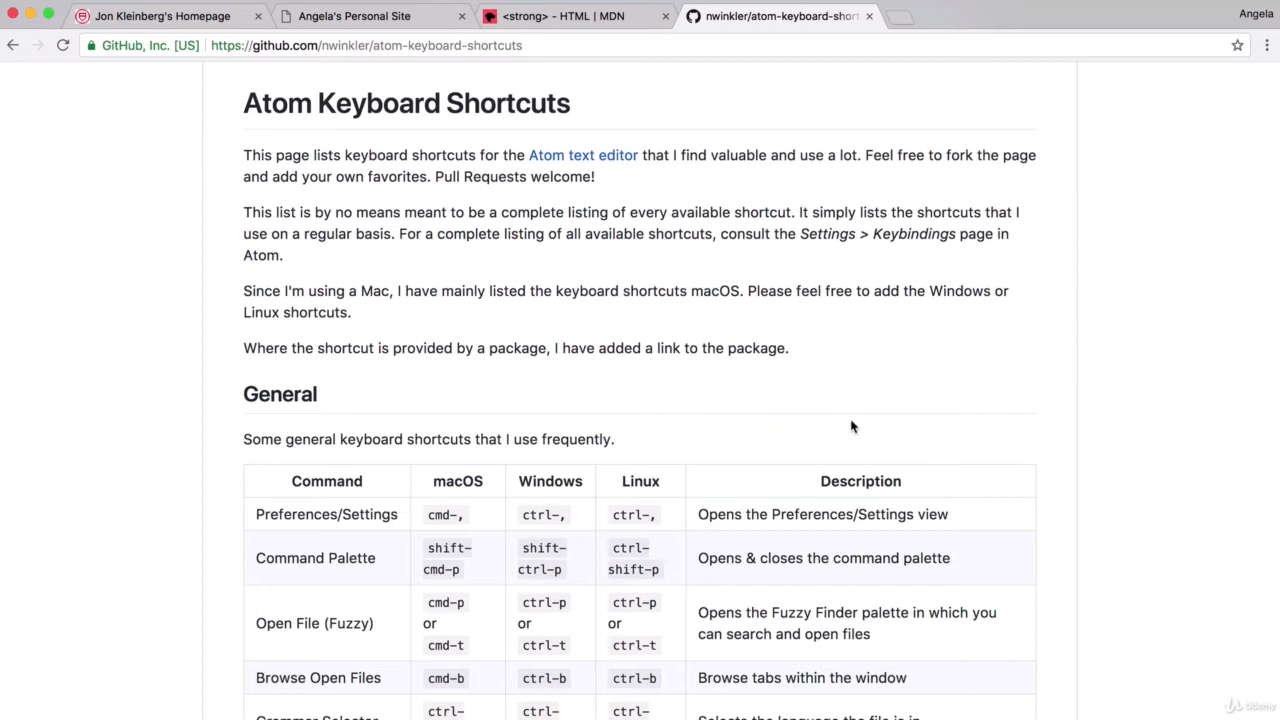 Jon Kleinberg's Homepage
Angela's Personal Site
<strong> - HTML | MDN
nwinkler/atom-keyboard-short
Angela
GitHub, Inc. [US] | https://github.com/nwinkler/atom-keyboard-shortcuts
Atom Keyboard Shortcuts
This page lists keyboard shortcuts for the Atom text editor that I find valuable and use a lot. Feel free to fork the page
and add your own favorites. Pull Requests welcome!
This list is by no means meant to be a complete listing of every available shortcut. It simply lists the shortcuts that I
use on a regular basis. For a complete listing of all available shortcuts, consult the Settings > Keybindings page in
Atom.
Since I'm using a Mac, I have mainly listed the keyboard shortcuts macOS. Please feel free to add the Windows or
Linux shortcuts.
Where the shortcut is provided by a package, I have added a link to the package.
General
Some general keyboard shortcuts that I use frequently.
Command macOS Windows Linux Description
Preferences/Settings cmd-, ctrl-, ctrl-, Opens the Preferences/Settings view
shift- shift- ctrl-
Command Palette Opens & closes the command palette
cmd-p ctrl-p shift-p
cmd-p ctrl-p ctrl-p Opens the Fuzzy Finder palette in which you
Open File (Fuzzy) or or or
can search and open files
cmd-t ctrl-t ctrl-t
Browse Open Files cmd-b ctrl-b ctrl-b Browse tabs within the window
ctrl- ctrl- ctrl-
Grammar Selector Selects the language the file is in
udemy